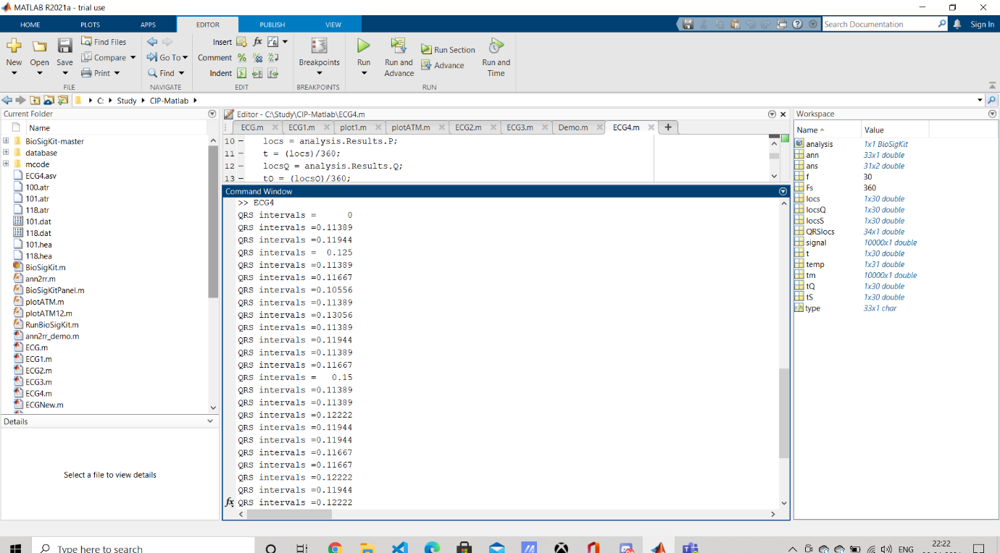 MATLAB R2021a - trial use
HOME PLOTS APPS EDITOR PUBLISH VIEW Search Documentation Sign In
New Open Save Find Files Compare Print Go To Find Insert fx Comment Indent Breakpoints Run Run and Advance Run Section Advance Run and Time
FILE NAVIGATE EDIT BREAKPOINTS RUN
C: Study CIP-Matlab
Current Folder
Name
BioSigKit-master
database
mcode
ECG4.asv
100.atr
101.atr
118.atr
101.dat
118.dat
101.hea
118.hea
BioSigKit.m
ann2rr.m
BioSigKitPanel.m
plotATM.m
plotATM12.m
RunBioSigKit.m
ann2rr_demo.m
ECG.m
ECG1.m
ECG2.m
ECG3.m
ECG4.m
ECGNew.m
Details
Select a file to view details
Editor - C:\Study\CIP-Matlab\ECG4.m
ECG.m ECG1.m plot1.m plotATM.m ECG2.m ECG3.m Demo.m ECG4.m
10 - locs = analysis.Results.P;
11 - t = (locs)/360;
12 - locsQ = analysis.Results.Q;
13 - tQ = (locsQ)/360;
Command Window
>> ECG4
QRS intervals = 0
QRS intervals =0.11389
QRS intervals =0.11944
QRS intervals = 0.125
QRS intervals =0.11389
QRS intervals =0.11667
QRS intervals =0.10556
QRS intervals =0.11389
QRS intervals =0.13056
QRS intervals =0.11389
QRS intervals =0.11944
QRS intervals =0.11389
QRS intervals =0.11667
QRS intervals = 0.15
QRS intervals =0.11389
QRS intervals =0.11389
QRS intervals =0.12222
QRS intervals =0.11944
QRS intervals =0.11944
QRS intervals =0.11667
QRS intervals =0.11667
QRS intervals =0.12222
QRS intervals =0.11944
fx QRS intervals =0.12222
Workspace
Name Value
analysis 1x1 BioSigKit
ann 33x1 double
ans 31x2 double
f 30
Fs 360
locs 1x30 double
locsQ 1x30 double
locsS 1x30 double
QRSlocs 34x1 double
signal 10000x1 double
t 1x30 double
temp 1x31 double
tm 10000x1 double
tQ 1x30 double
tS 1x30 double
type 33x1 char
Type here to search
ENG
22:22